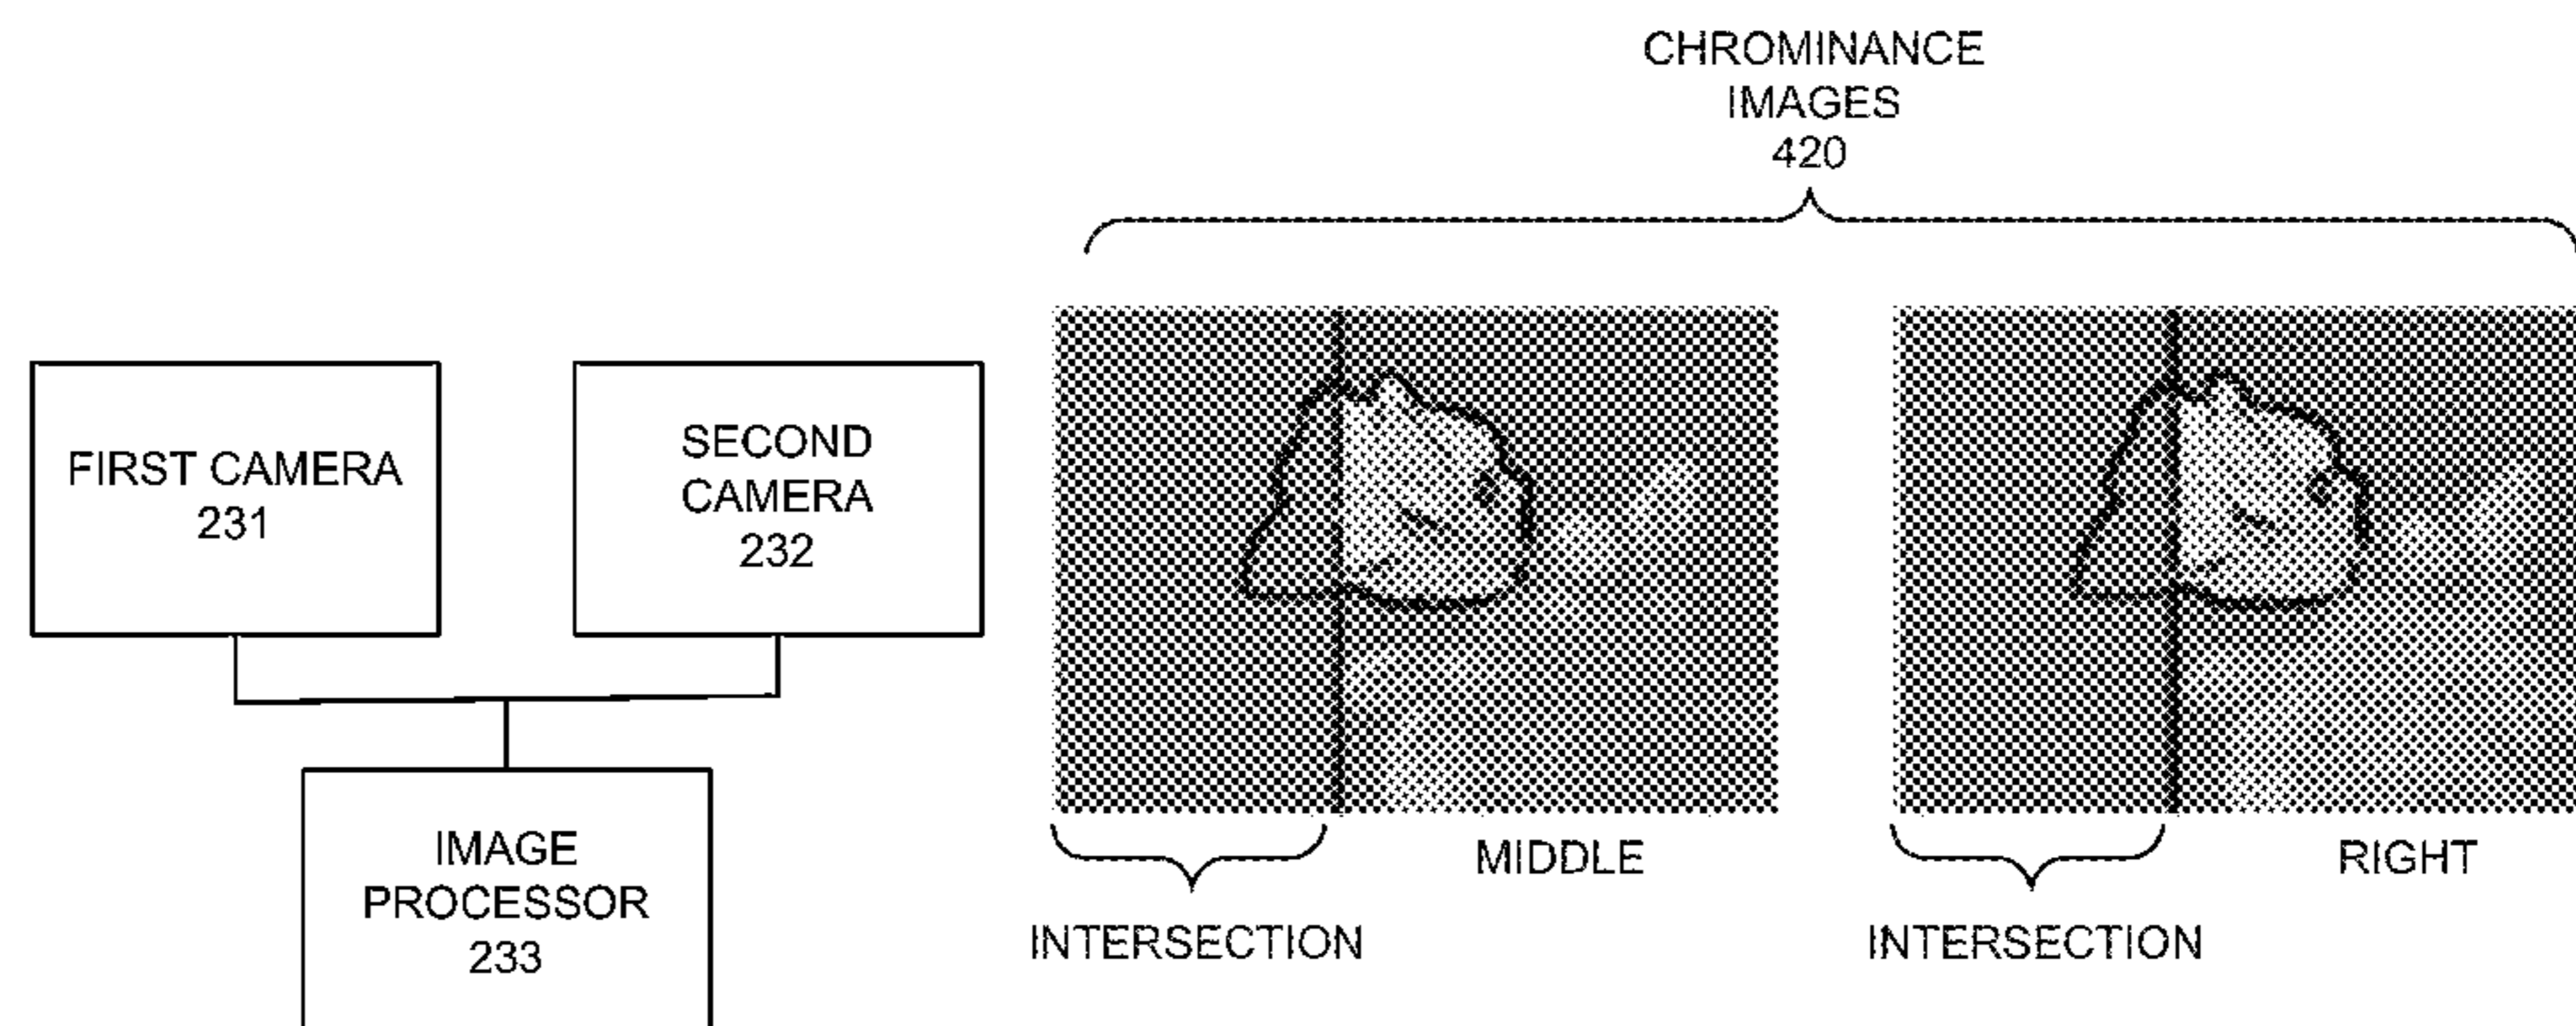 CHROMINANCE
IMAGES
420
FIRST CAMERA
231
SECOND
CAMERA
232
IMAGE
PROCESSOR
233
MIDDLE
RIGHT
INTERSECTION
INTERSECTION